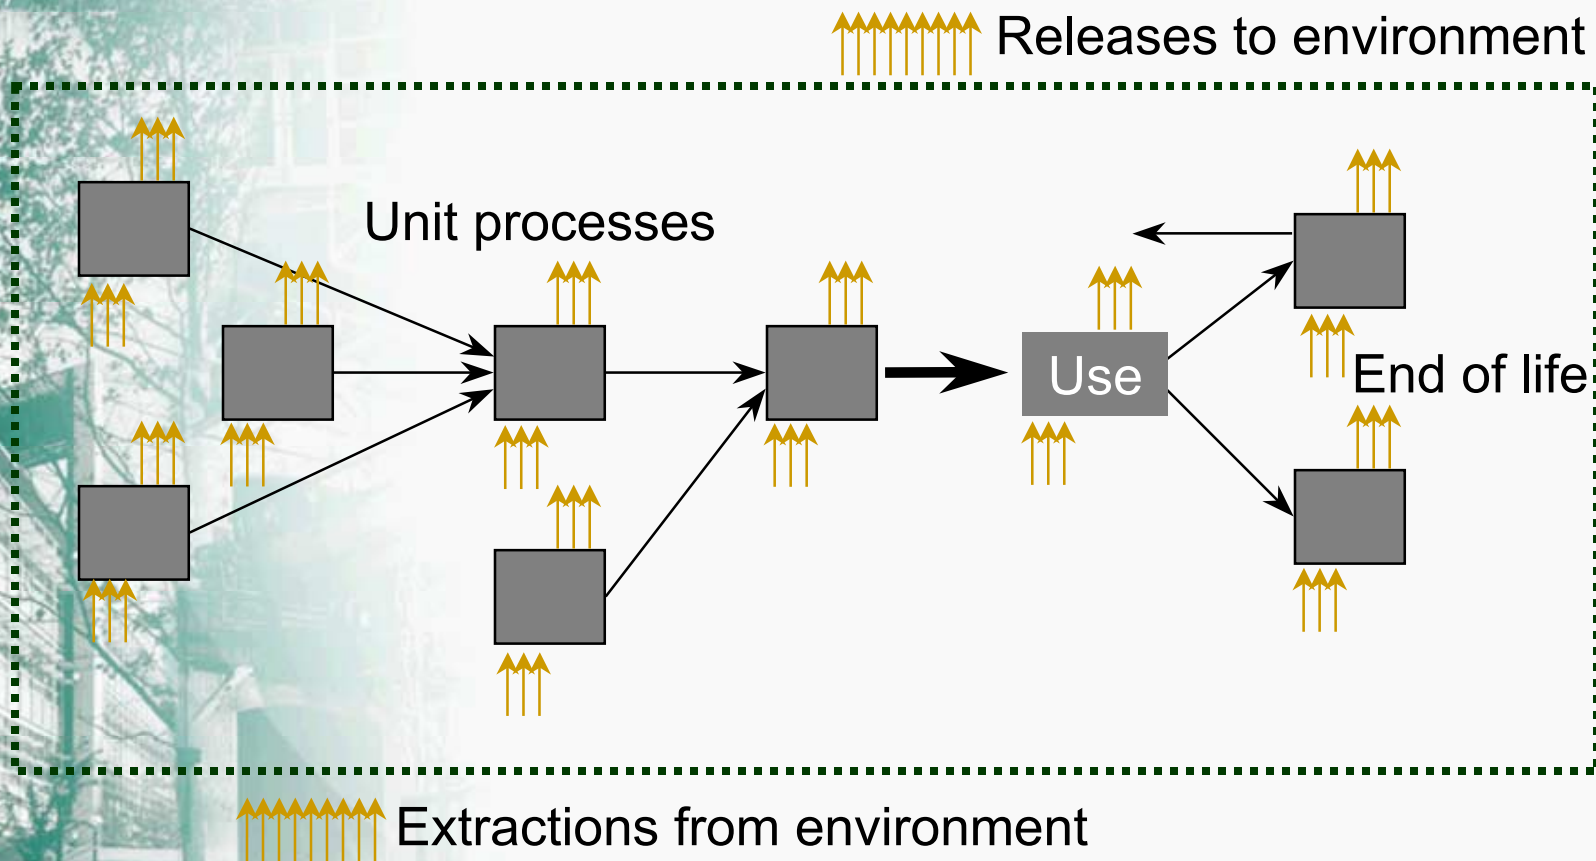 Releases to environment
Unit processes
Use
End of life
Extractions from environment